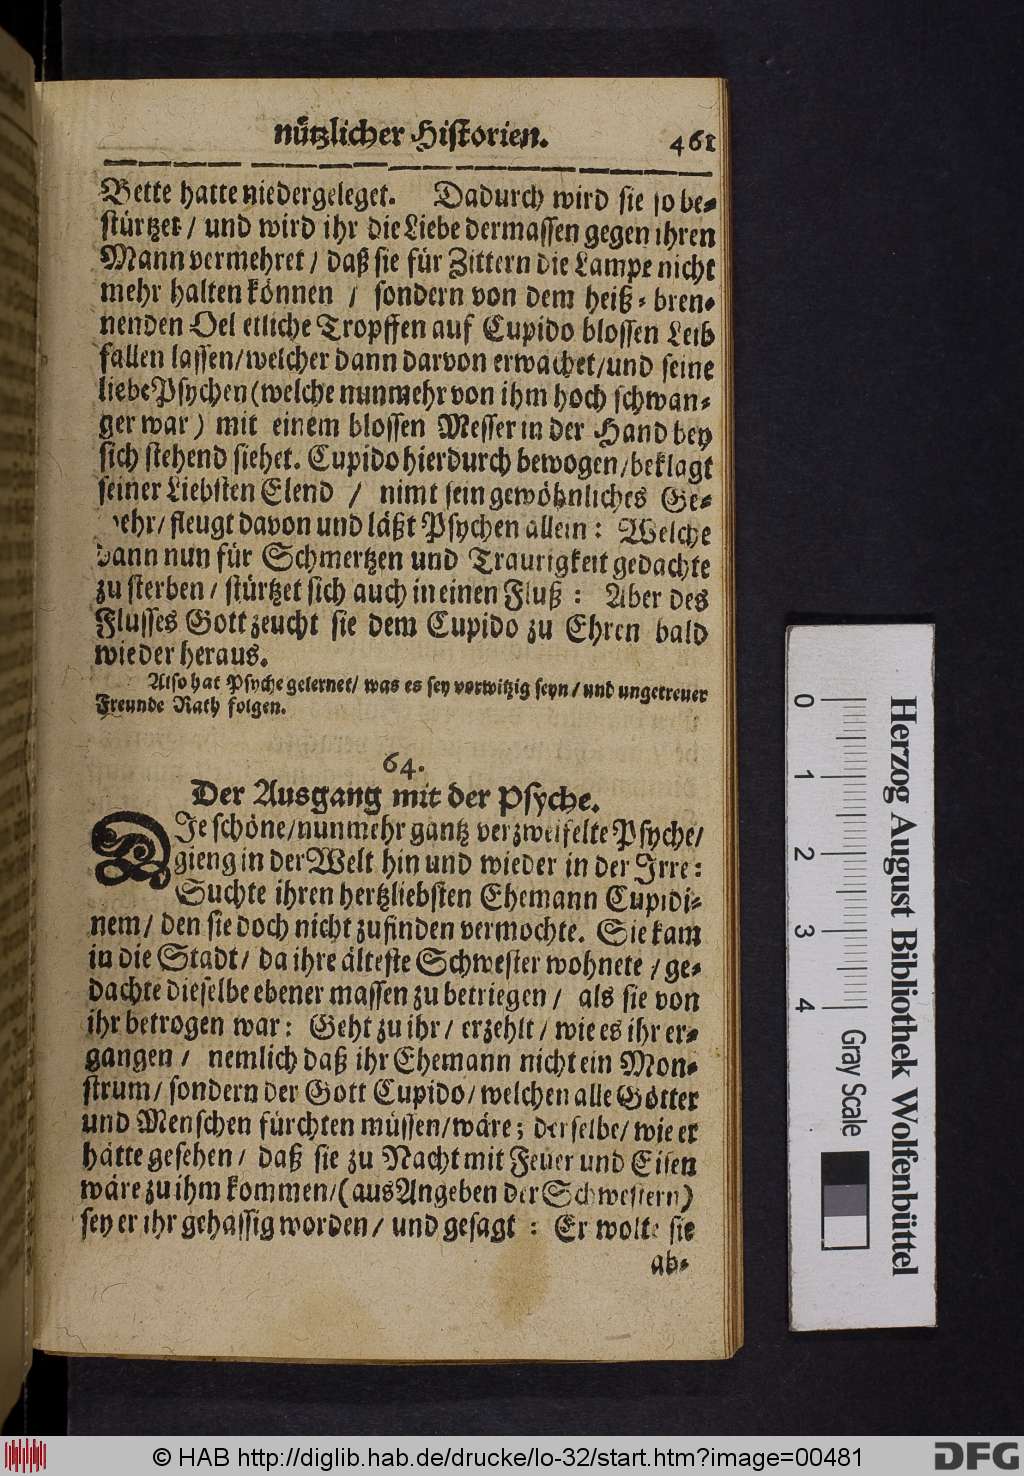 nützlicher Historien. 461
Bette hatte niedergeleget. Dadurch wird sie so be-
stürtzet / und wird ihr die Liebe dermassen gegen ihren
Mann vermehret / daß sie für Zittern die Lampe nicht
mehr halten können / sondern von dem heiß-bren-
nenden Oel etliche Tropffen auf Cupido blossen Leib
fallen lassen/welcher dann darvon erwachet/und seine
liebe Psychen (welche nunmehr von ihm hoch schwan-
ger war) mit einem blossen Messer in der Hand bey
sich stehend siehet. Cupido hierdurch bewogen/beklagt
seiner Liebsten Elend / nimt sein gewöhnliches Ge-
wehr/ fleugt davon und läßt Psychen allein: Welche
dann nun für Schmertzen und Traurigkeit gedachte
zu sterben / stürtzet sich auch in einen Fluß: Aber des
Flusses Gott zeucht sie dem Cupido zu Ehren bald
wieder heraus.
Also hat Psyche gelernet/ was es sey vorwitzig seyn / und ungetreuer
Freunde Rath folgen.
64.
Der Ausgang mit der Psyche.
DJe schöne/nunmehr gantz verzweifelte Psyche/
gieng in der Welt hin und wieder in der Jrre:
Suchte ihren hertzliebsten Ehemann Cupidi-
nem/ den sie doch nicht zufinden vermochte. Sie kam
in die Stadt/ da ihre älteste Schwester wohnete / ge-
dachte dieselbe ebener massen zu betriegen / als sie von
ihr betrogen war: Geht zu ihr/ erzehlt/ wie es ihr er-
gangen / nemlich daß ihr Ehemann nicht ein Mon-
strum/ sondern der Gott Cupido/ welchen alle Götter
und Menschen fürchten müssen/wäre; derselbe/ wie er
hätte gesehen / daß sie zu Nacht mit Feuer und Eisen
wäre zu ihm kommen/(aus Angeben der Schwestern)
sey er ihr gehassig worden / und gesagt: Er wolte sie
ab-
0 1 2 3 4
Gray Scale
Herzog August Bibliothek Wolfenbüttel
© HAB http://diglib.hab.de/drucke/lo-32/start.htm?image=00481
DFG